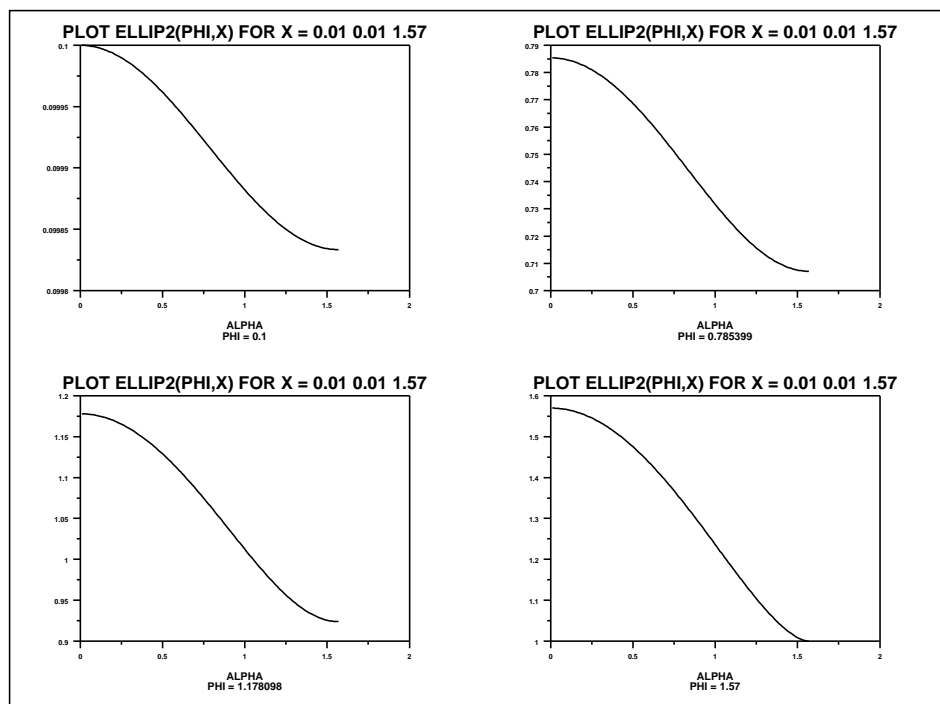 PLOT ELLIP2(PHI,X) FOR X = 0.01 0.01 1.57
0.1
0.09995
0.0999
0.09985
0.0998
0 0.5 1 1.5 2
ALPHA
PHI = 0.1
PLOT ELLIP2(PHI,X) FOR X = 0.01 0.01 1.57
0.79
0.78
0.77
0.76
0.75
0.74
0.73
0.72
0.71
0.7
0 0.5 1 1.5 2
ALPHA
PHI = 0.785399
PLOT ELLIP2(PHI,X) FOR X = 0.01 0.01 1.57
1.2
1.15
1.1
1.05
1
0.95
0.9
0 0.5 1 1.5 2
ALPHA
PHI = 1.178098
PLOT ELLIP2(PHI,X) FOR X = 0.01 0.01 1.57
1.6
1.5
1.4
1.3
1.2
1.1
1
0 0.5 1 1.5 2
ALPHA
PHI = 1.57